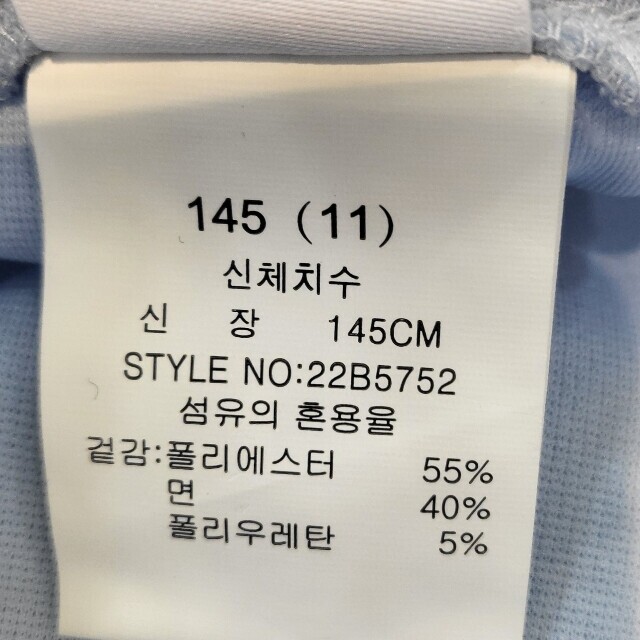 145 (11)
신체치수
신 장 145CM
STYLE NO:22B5752
섬유의 혼용율
겉감:폴리에스터 55%
면 40%
폴리우레탄 5%